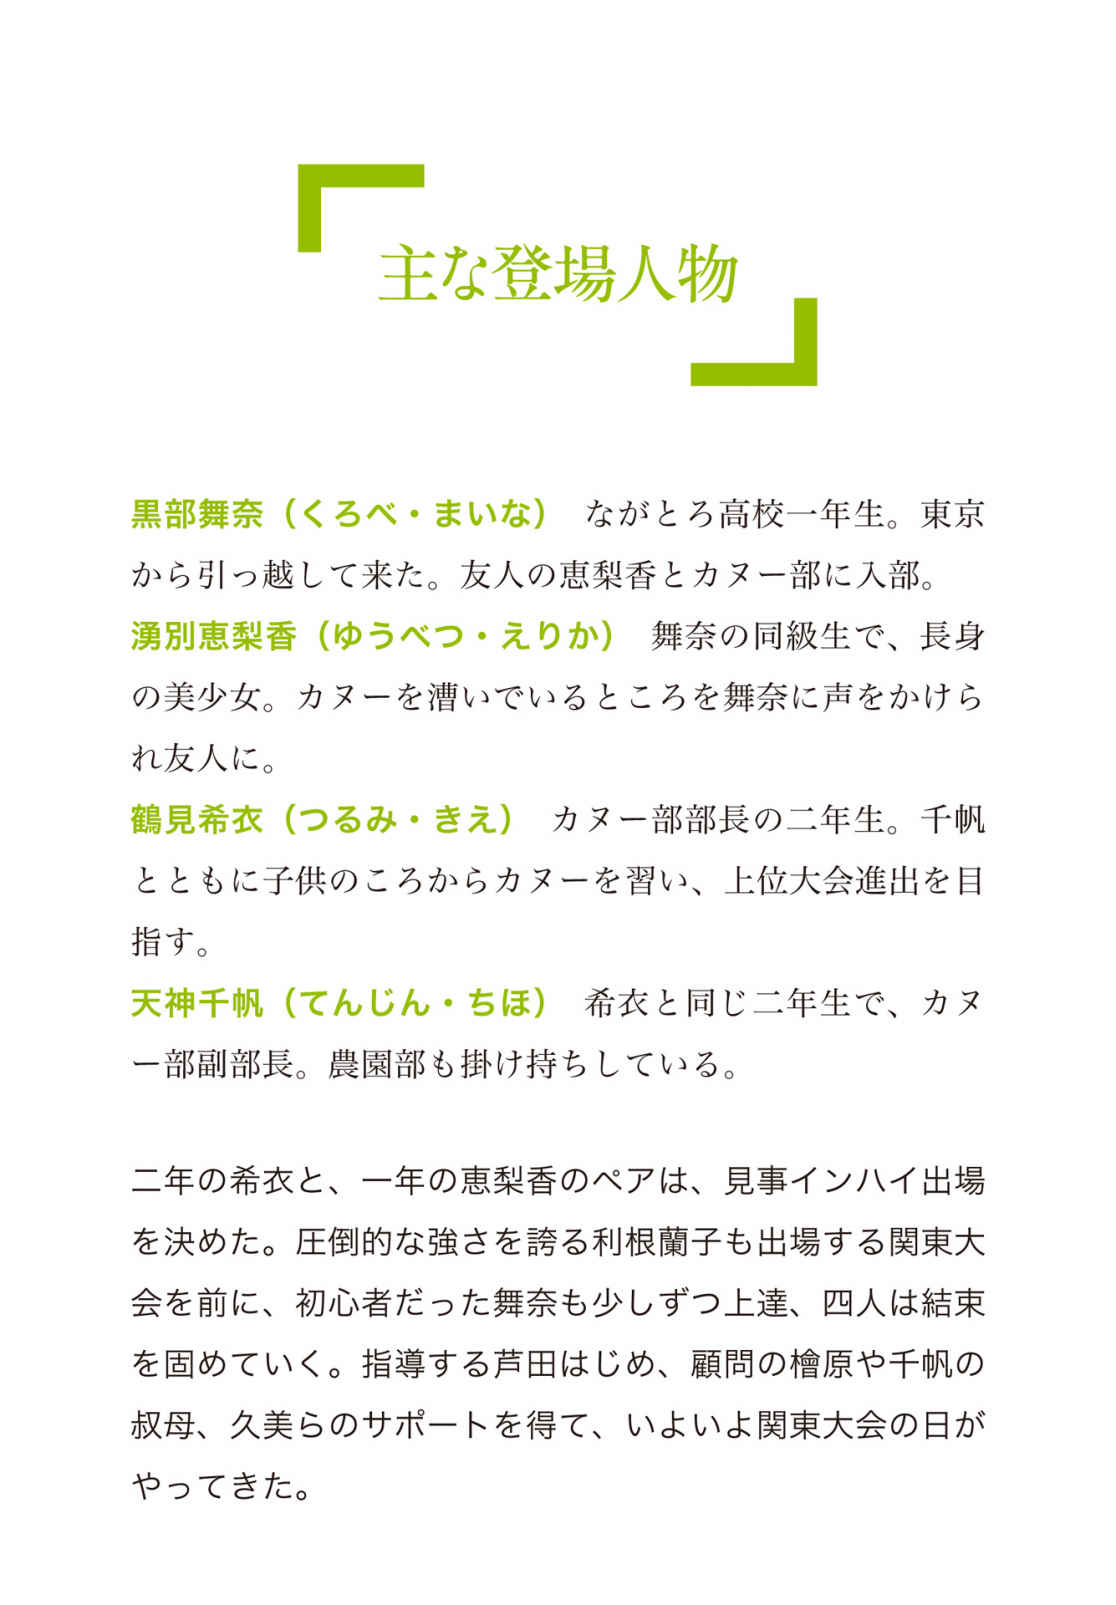 主な登場人物
黒部舞奈（くろべ・まいな）　ながとろ高校一年生。東京
から引っ越して来た。友人の恵梨香とカヌー部に入部。
湧別恵梨香（ゆうべつ・えりか）　舞奈の同級生で、長身
の美少女。カヌーを漕いでいるところを舞奈に声をかけら
れ友人に。
鶴見希衣（つるみ・きえ）　カヌー部部長の二年生。千帆
とともに子供のころからカヌーを習い、上位大会進出を目
指す。
天神千帆（てんじん・ちほ）　希衣と同じ二年生で、カヌ
ー部副部長。農園部も掛け持ちしている。
二年の希衣と、一年の恵梨香のペアは、見事インハイ出場
を決めた。圧倒的な強さを誇る利根蘭子も出場する関東大
会を前に、初心者だった舞奈も少しずつ上達、四人は結束
を固めていく。指導する芦田はじめ、顧問の檜原や千帆の
叔母、久美らのサポートを得て、いよいよ関東大会の日が
やってきた。